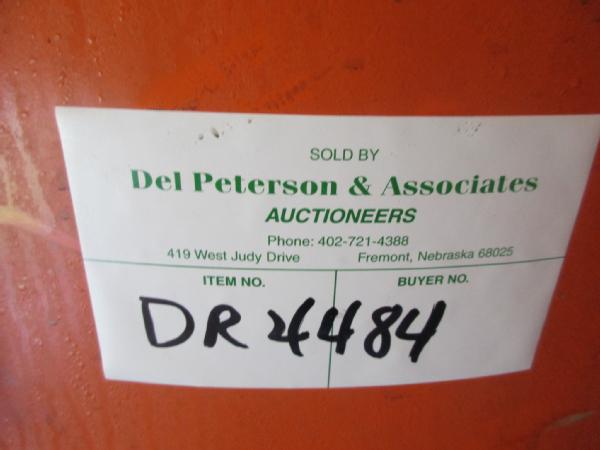 SOLD BY
Del Peterson & Associates
AUCTIONEERS
Phone: 402-721-4388
419 West Judy Drive Fremont, Nebraska 68025
ITEM NO. BUYER NO.
DR 4484